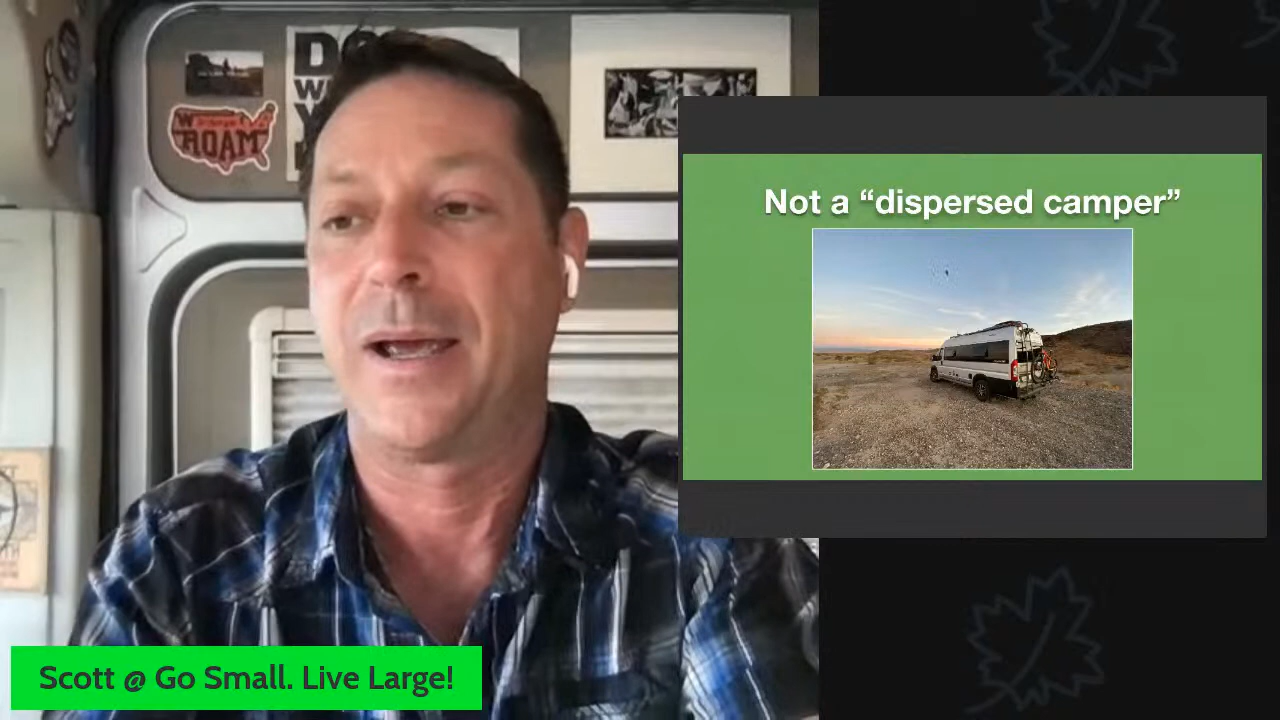 ROAM
Not a “dispersed camper”
Scott @ Go Small. Live Large!